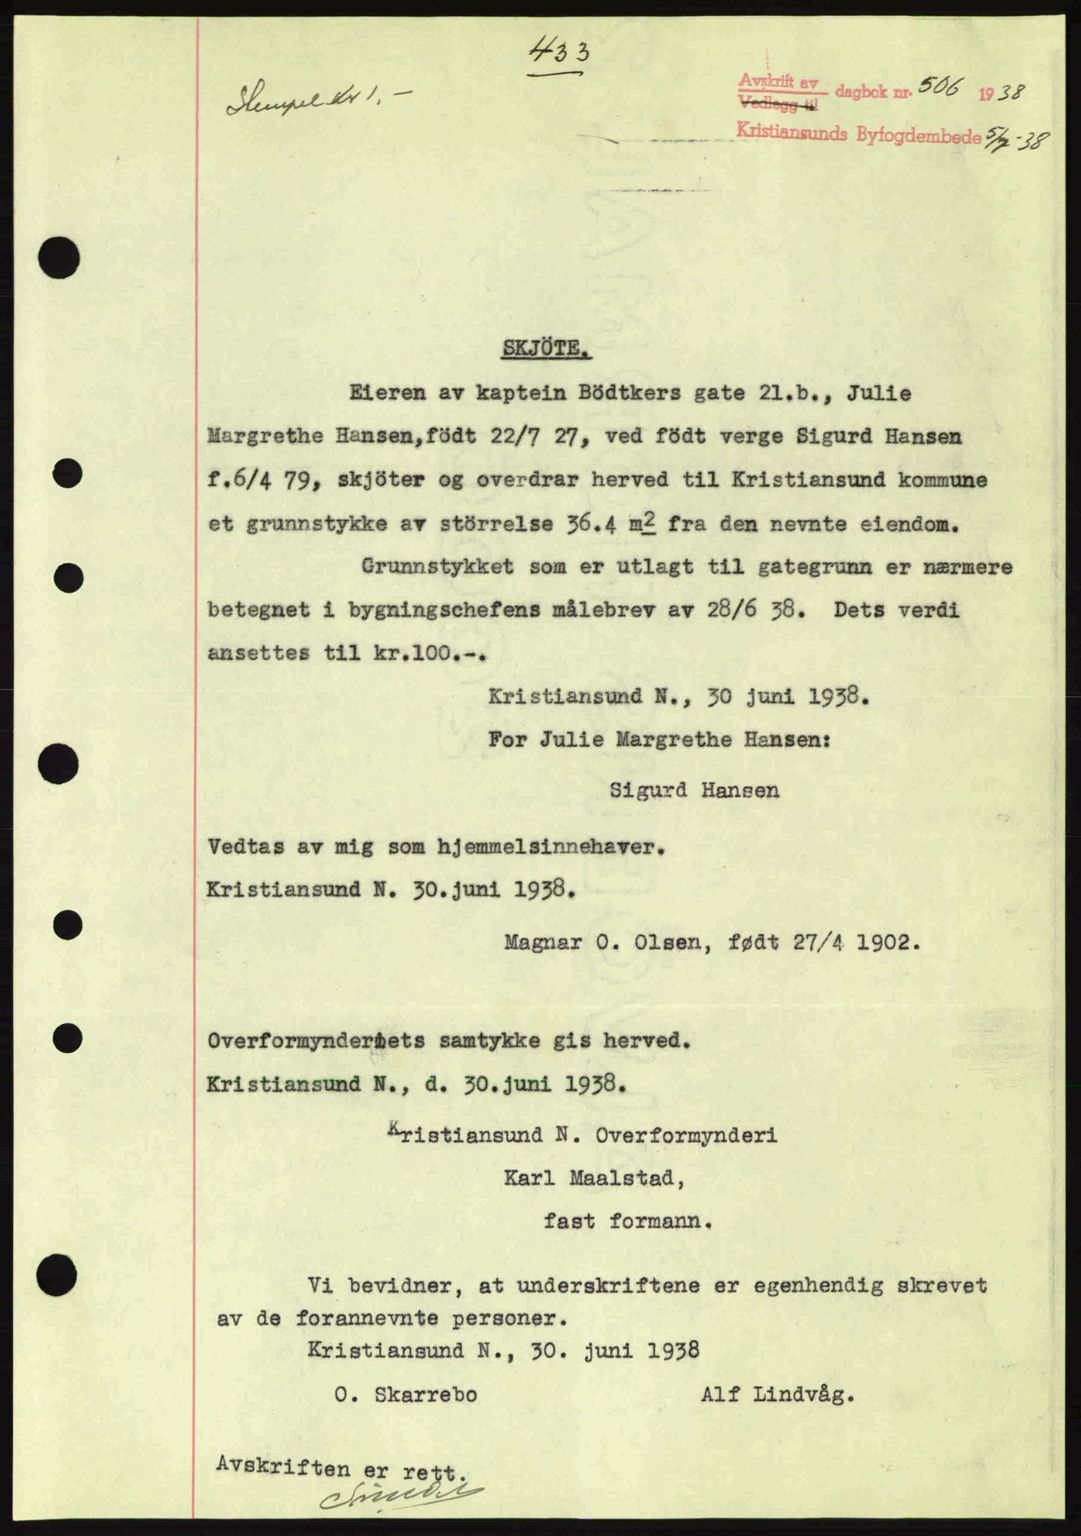 433
Stempel kr 1.-
Avskrift av
Vedlegg til
dagbok nr. 506 1938
Kristiansunds Byfogdembede 5/7-38
SKJÖTE.
Eieren av kaptein Bödtkers gate 21.b., Julie
Margrethe Hansen,födt 22/7 27, ved födt verge Sigurd Hansen
f.6/4 79, skjöter og overdrar herved til Kristiansund kommune
et grunnstykke av störrelse 36.4 m2 fra den nevnte eiendom.
Grunnstykket som er utlagt til gategrunn er nærmere
betegnet i bygningschefens målebrev av 28/6 38. Dets verdi
ansettes til kr.100.-.
Kristiansund N., 30 juni 1938.
For Julie Margrethe Hansen:
Sigurd Hansen
Vedtas av mig som hjemmelsinnehaver.
Kristiansund N. 30.juni 1938.
Magnar O. Olsen, født 27/4 1902.
Overformynderiets samtykke gis herved.
Kristiansund N., d. 30.juni 1938.
Kristiansund N. Overformynderi
Karl Maalstad,
fast formann.
Vi bevidner, at underskriftene er egenhendig skrevet
av de forannevnte personer.
Kristiansund N., 30. juni 1938
O. Skarrebo Alf Lindvåg.
Avskriften er rett.